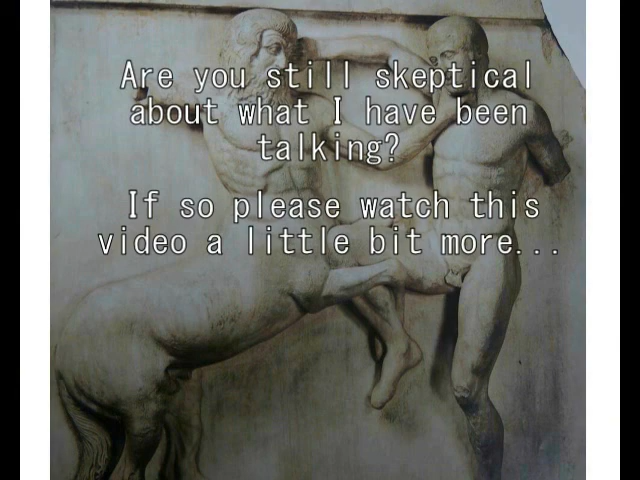 Are you still skeptical
about what I have been
talking?
If so please watch this
video a little bit more...